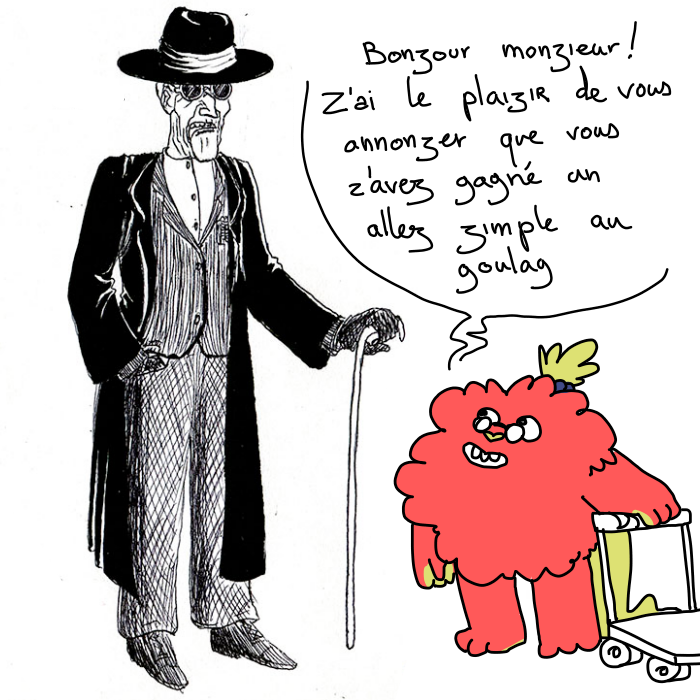 Bonzour monzieur!
Z'ai le plaizir de vous
annonzer que vous
z'avez gagné un
allez zimple au
goulag